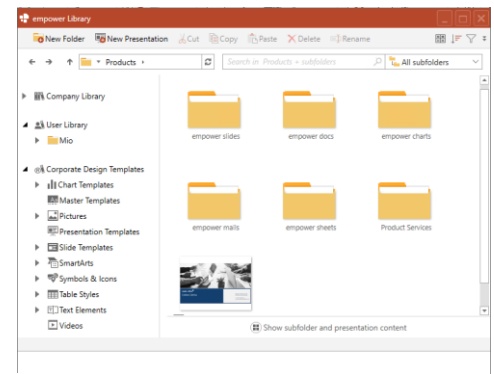 empower Library
New Folder New Presentation Cut Copy Paste Delete Rename
Products Search in Products + subfolders All subfolders
Company Library
User Library
Mio
Corporate Design Templates
Chart Templates
Master Templates
Pictures
Presentation Templates
Slide Templates
SmartArts
Symbols & Icons
Table Styles
Text Elements
Videos
empower slides empower docs empower charts
empower mails empower sheets Product Services
Show subfolder and presentation content